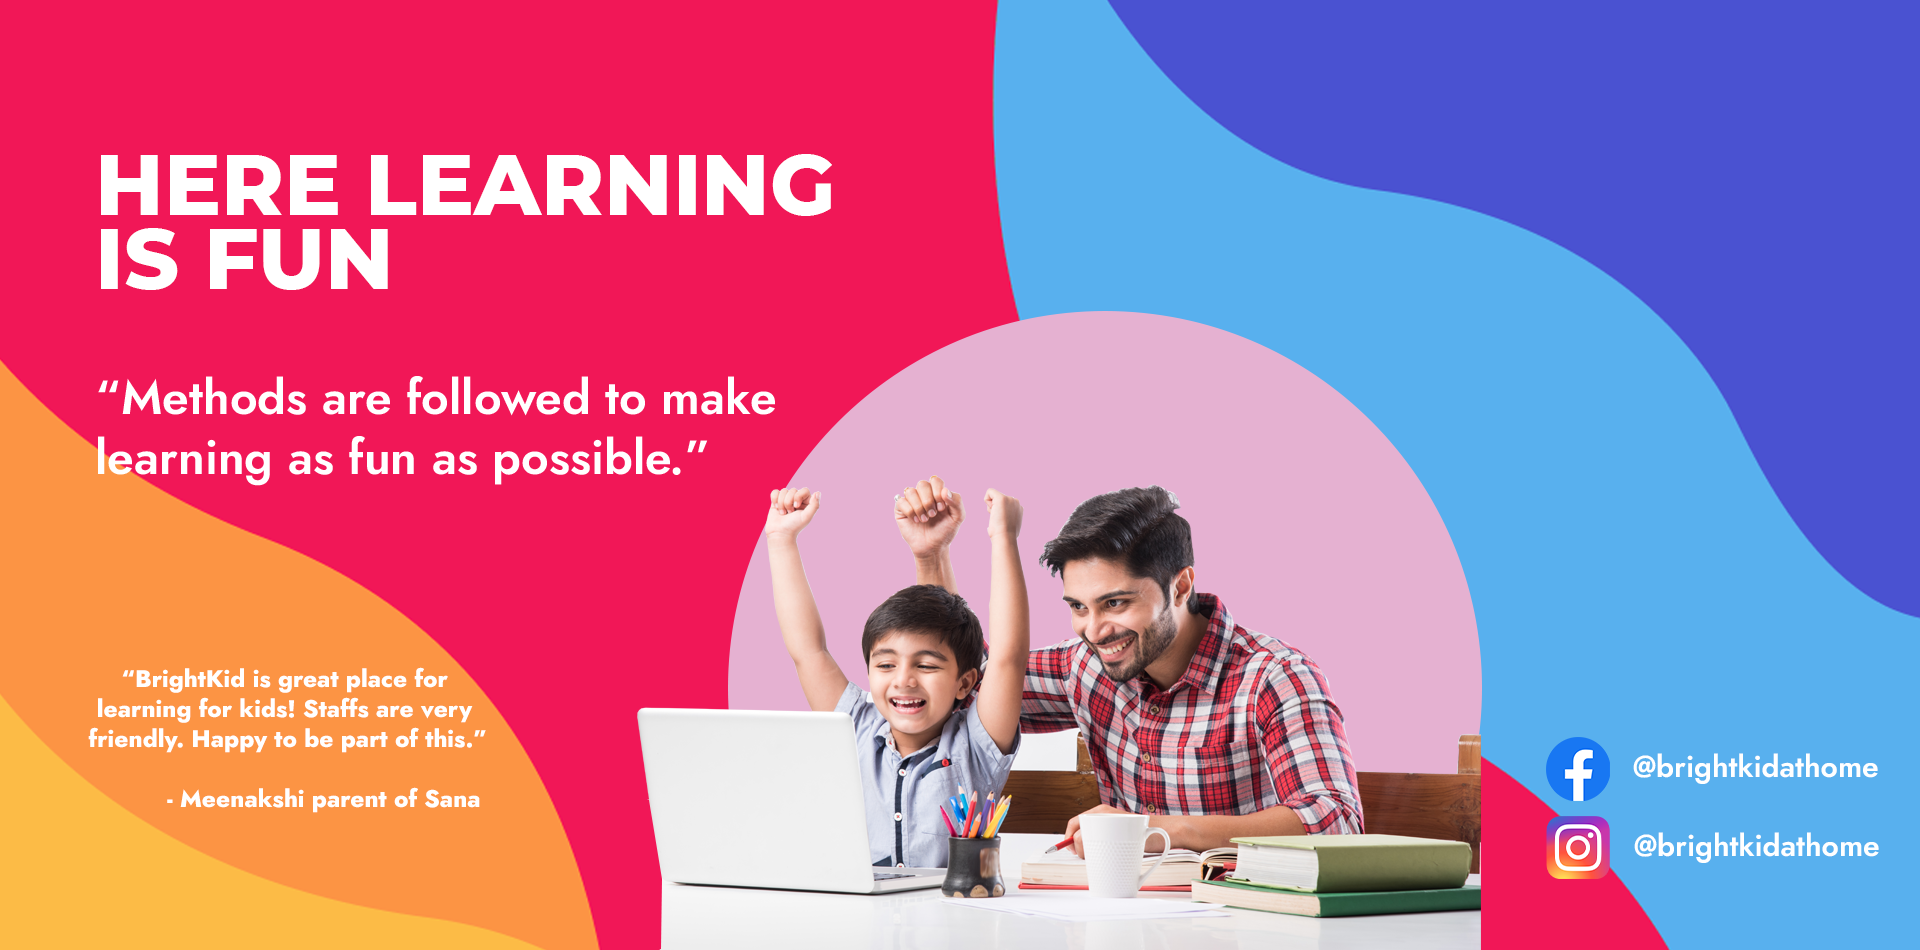 HERE LEARNING
IS FUN
“Methods are followed to make
learning as fun as possible.”
“BrightKid is great place for
learning for kids! Staffs are very
friendly. Happy to be part of this.”
- Meenakshi parent of Sana
@brightkidathome
@brightkidathome